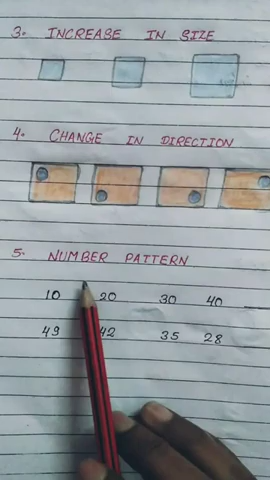 3. INCREASE IN SIZE
4. CHANGE IN DIRECTION
5. NUMBER PATTERN
10 20 30 40
49 42 35 28